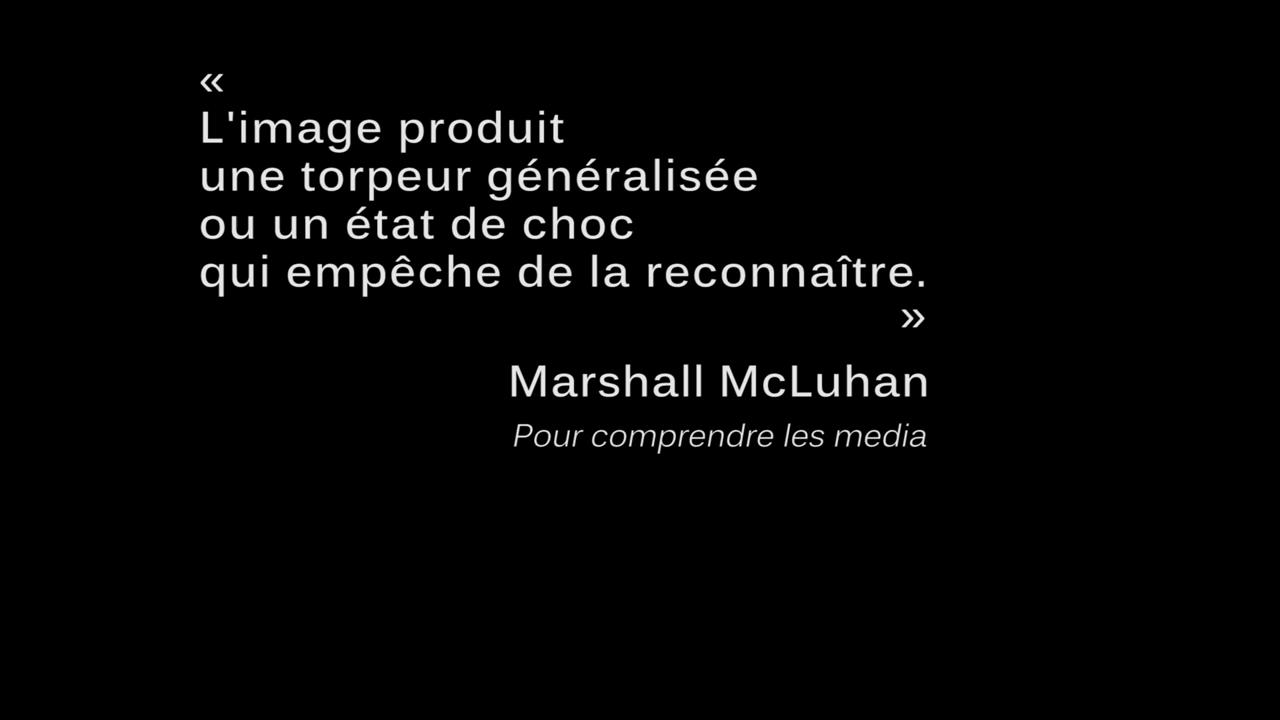 «
L'image produit
une torpeur généralisée
ou un état de choc
qui empêche de la reconnaître.
»
Marshall McLuhan
Pour comprendre les media